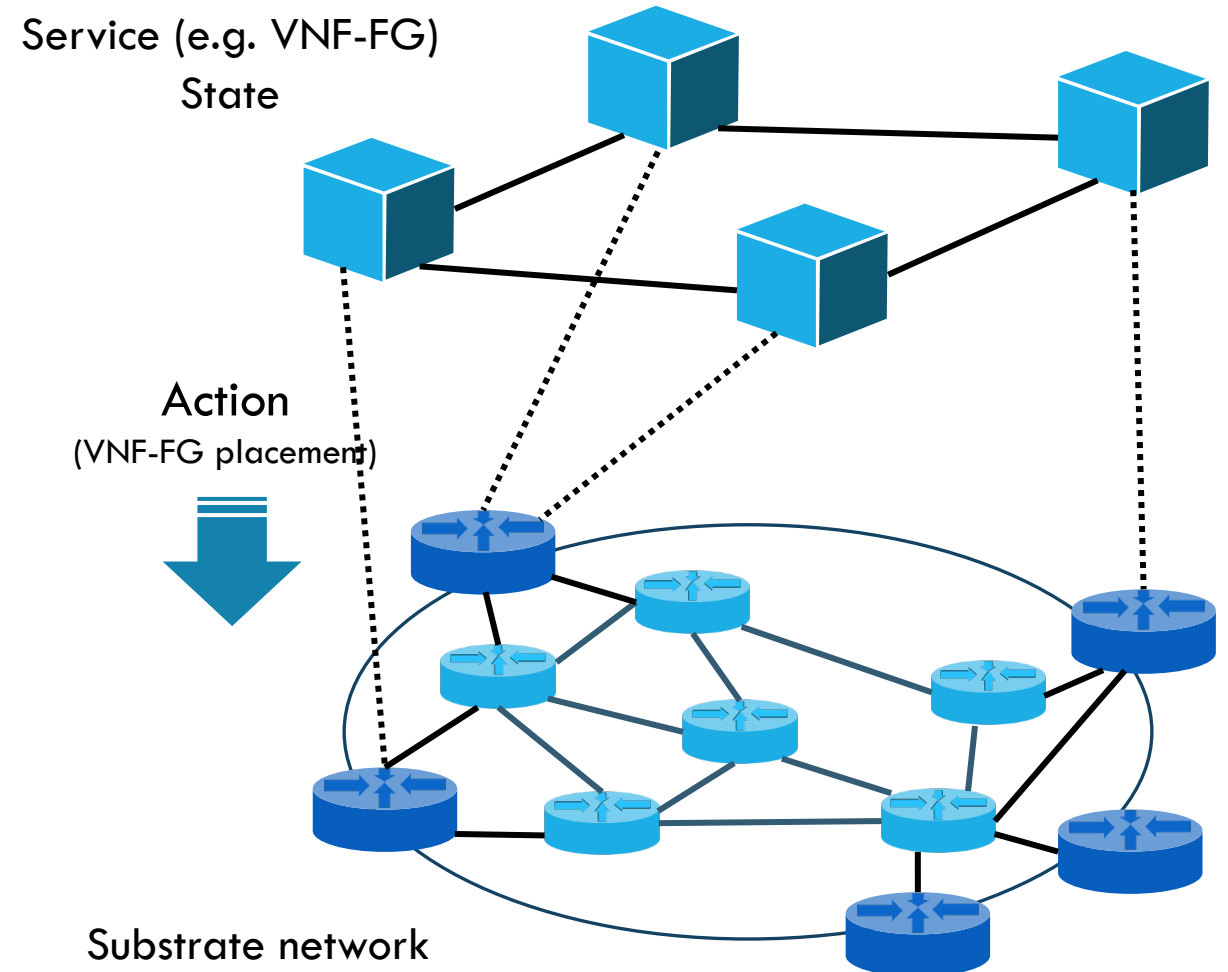 Service (e.g. VNF-FG)
State
Action
(VNF-FG placement)
Substrate network